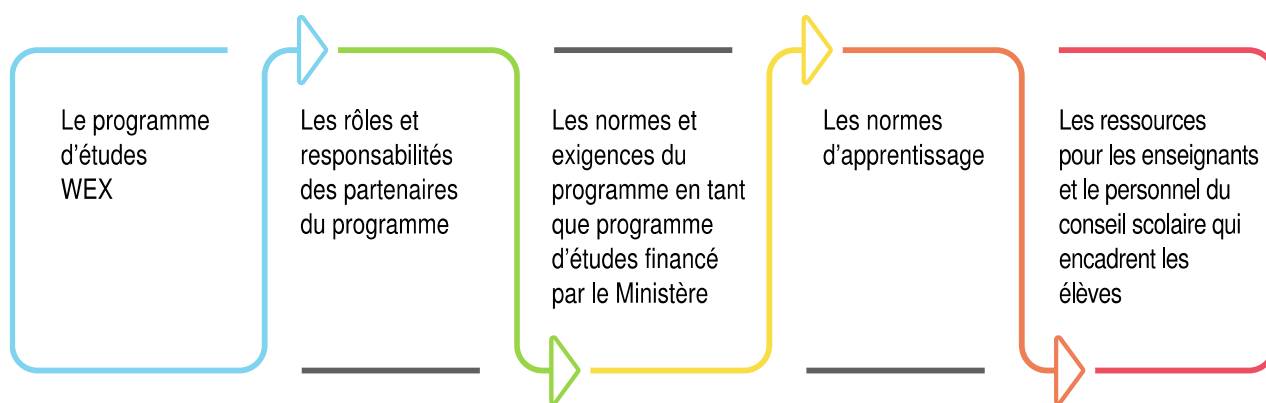 Le programme
d'études
WEX
Les rôles et
responsabilités
des partenaires
du programme
Les normes et
exigences du
programme en tant
que programme
d'études financé
par le Ministère
Les normes
d'apprentissage
Les ressources
pour les enseignants
et le personnel du
conseil scolaire qui
encadrent les
élèves